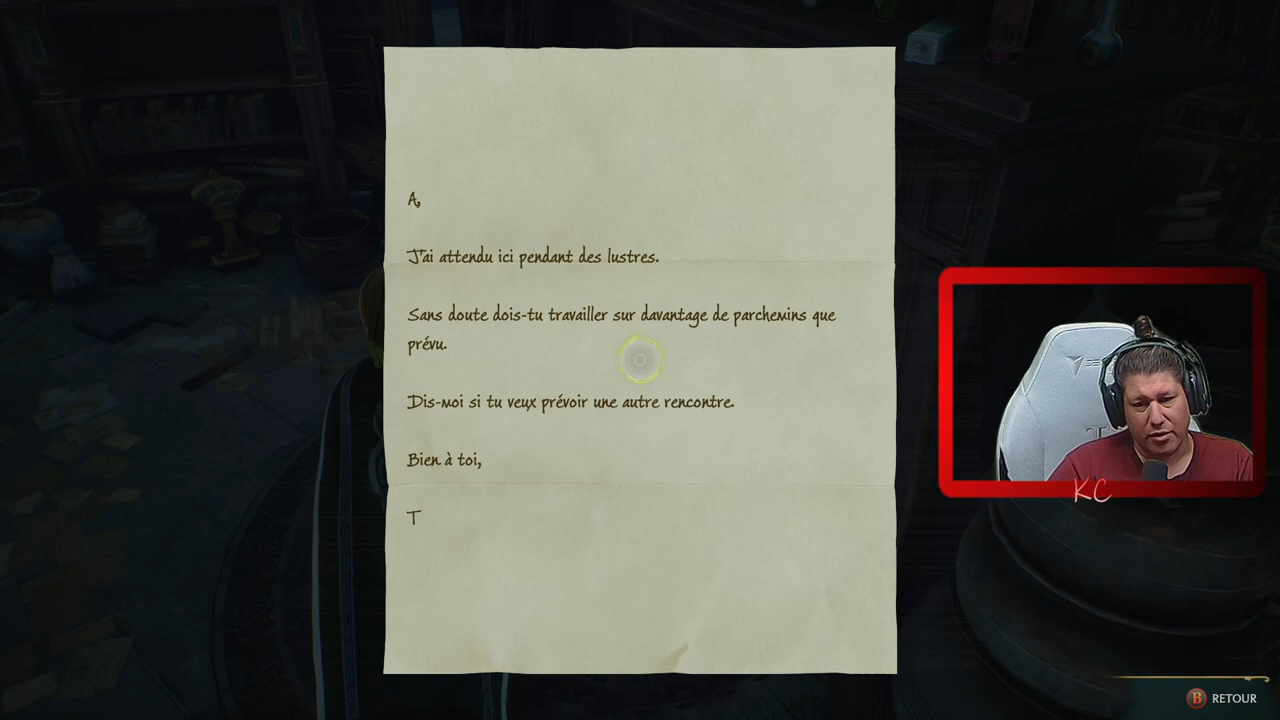 A,
J'ai attendu ici pendant des lustres.
Sans doute dois-tu travailler sur davantage de parchemins que
prévu.
Dis-moi si tu veux prévoir une autre rencontre.
Bien à toi,
T
KC
B RETOUR